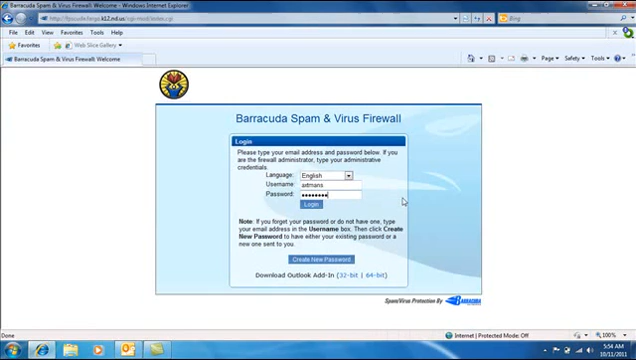 Barracuda Spam & Virus Firewall: Welcome - Windows Internet Explorer
Bing
File Edit View Favorites Tools Help
Favorites Web Slice Gallery
Barracuda Spam & Virus Firewall: Welcome
Page Safety Tools
Barracuda Spam & Virus Firewall
Login
Please type your email address and password below. If you
are the firewall administrator, type your administrative
credentials.
Language: English
Username axtmans
Password: ••••••••
Login
Note: If you forget your password or do not have one, type
your email address in the Username box. Then click Create
New Password to have either your existing password or a
new one sent to you.
Create New Password
Download Outlook Add-In (32-bit | 64-bit)
Spam/Virus Protection By BARRACUDA
Done Internet | Protected Mode: Off 100%
5:54 AM
10/11/2011